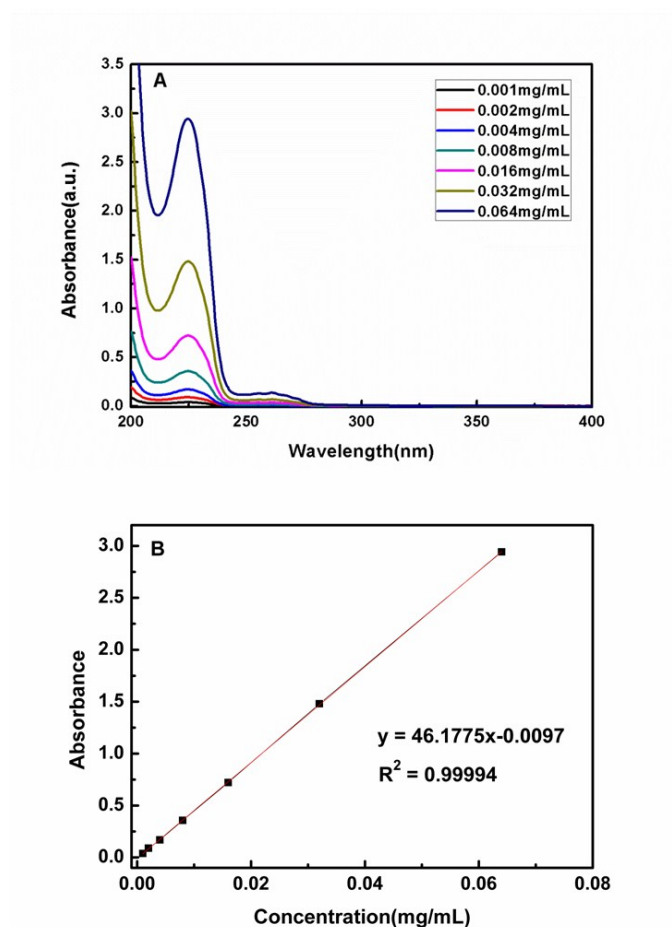 A
3.5
3.0
2.5
2.0
1.5
1.0
0.5
0.0
Absorbance(a.u.)
0.001mg/mL
0.002mg/mL
0.004mg/mL
0.008mg/mL
0.016mg/mL
0.032mg/mL
0.064mg/mL
200 250 300 350 400
Wavelength(nm)
B
3.0
2.5
2.0
1.5
1.0
0.5
0.0
Absorbance
y = 46.1775x-0.0097
R² = 0.99994
0.00 0.02 0.04 0.06 0.08
Concentration(mg/mL)